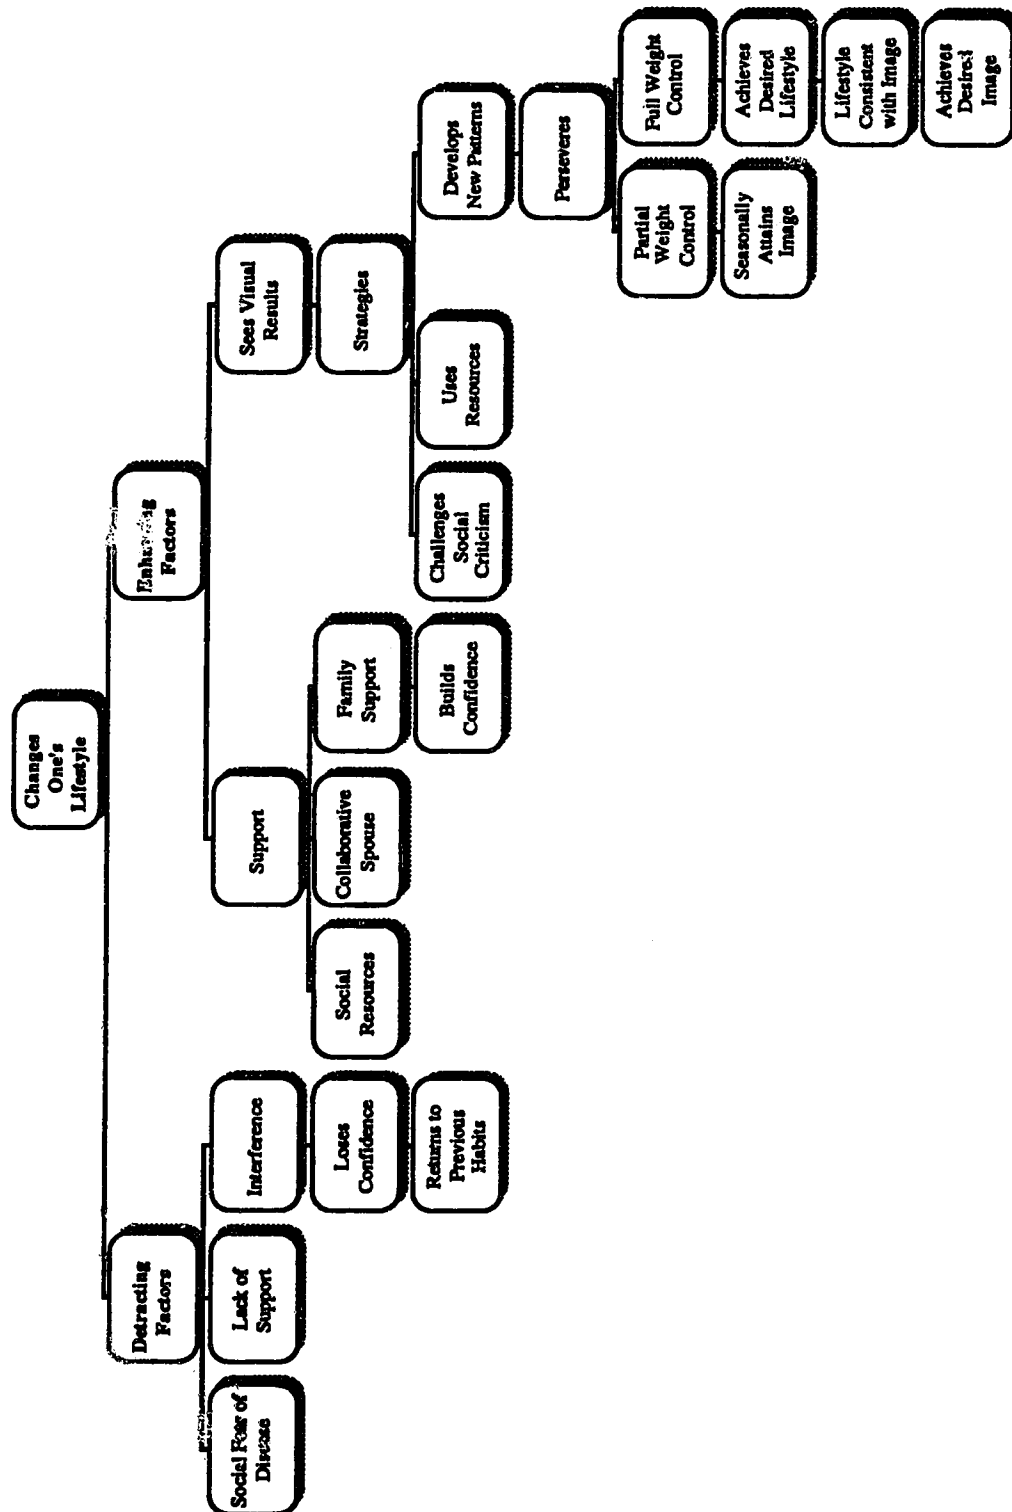 Changes
One's
Lifestyle
Detracting
Factors
Enhancing
Factors
Social Fear of
Disease
Lack of
Support
Interference
Support
Sees Visual
Results
Loses
Confidence
Social
Resources
Collaborative
Spouse
Family
Support
Strategies
Returns to
Previous
Habits
Builds
Confidence
Challenges
Social
Criticism
Uses
Resources
Develops
New Patterns
Perseveres
Partial
Weight
Control
Full Weight
Control
Seasonally
Attains
Image
Achieves
Desired
Lifestyle
Lifestyle
Consistent
with Image
Achieves
Desired
Image